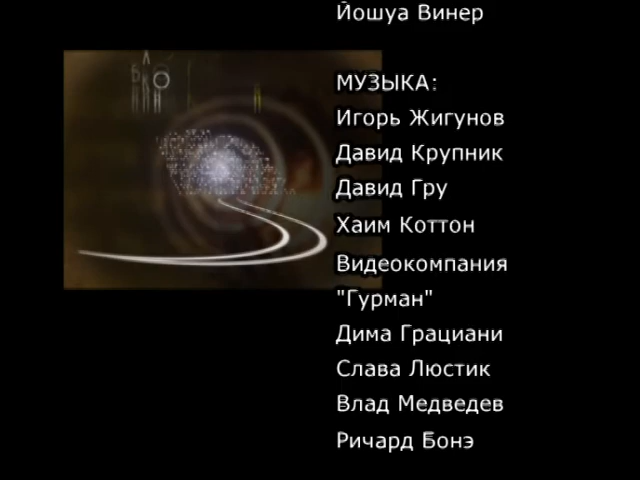 Йошуа Винер
МУЗЫКА:
Игорь Жигунов
Давид Крупник
Давид Гру
Хаим Коттон
Видеокомпания
"Гурман"
Дима Грациани
Слава Люстик
Влад Медведев
Ричард Бонэ